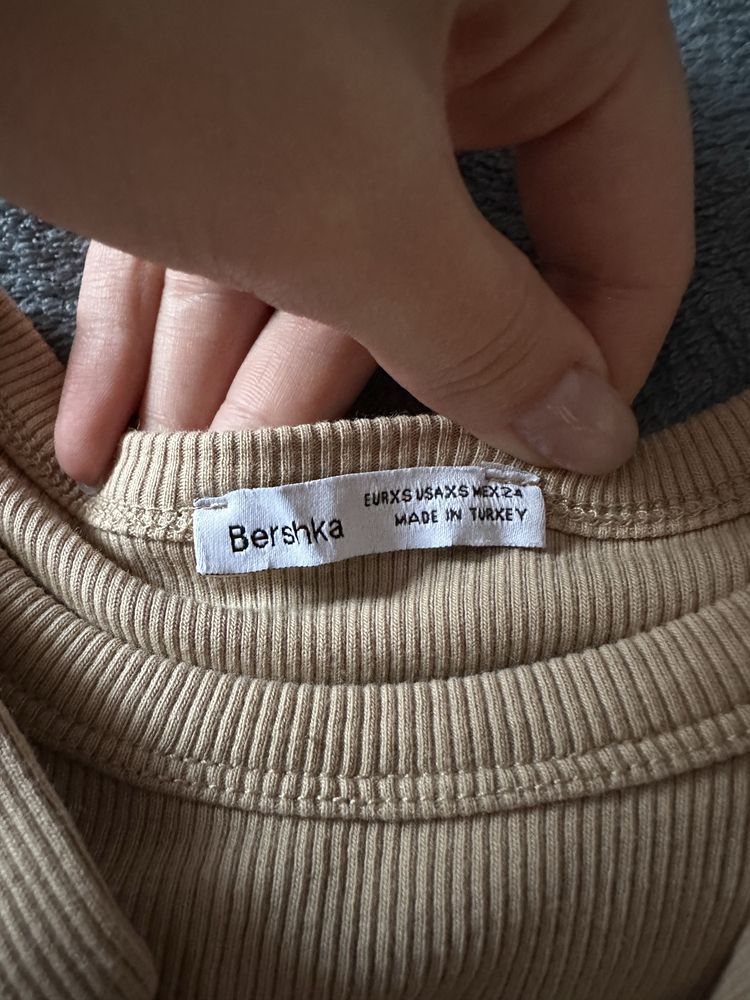 Bershka
EUR XS USA XS MEX 24
MADE IN TURKEY